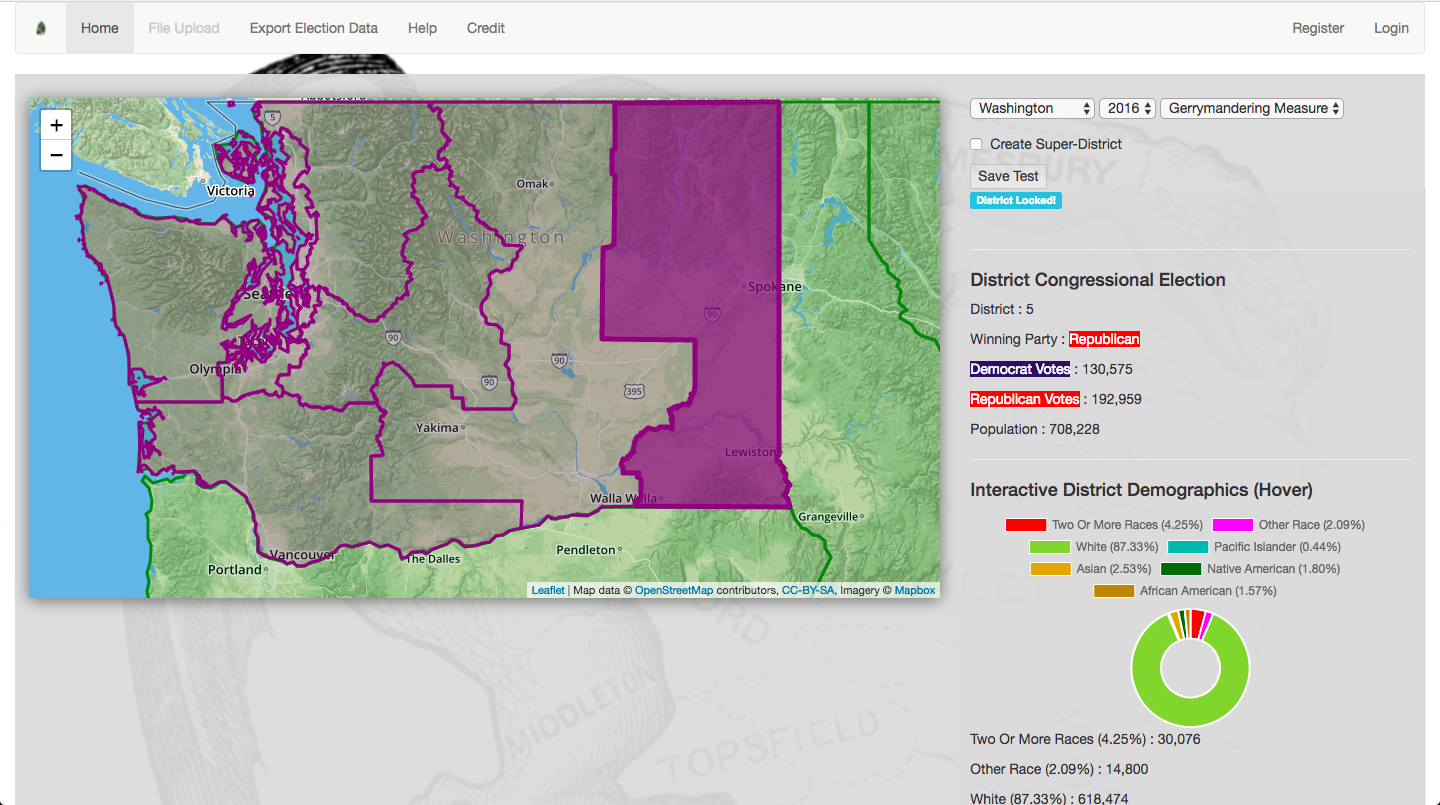 Home
File Upload
Export Election Data
Help
Credit
Register
Login
+
−
5
Victoria
Omak
Washington
Seattle
Spokane
90
90
90
90
395
Olympia
Yakima
Lewiston
Walla Walla
Grangeville
Vancouver
The Dalles
Pendleton
Portland
Leaflet | Map data © OpenStreetMap contributors, CC-BY-SA, Imagery © Mapbox
Washington
2016
Gerrymandering Measure
Create Super-District
Save Test
District Locked!
District Congressional Election
District : 5
Winning Party : Republican
Democrat Votes : 130,575
Republican Votes : 192,959
Population : 708,228
Interactive District Demographics (Hover)
Two Or More Races (4.25%)
Other Race (2.09%)
White (87.33%)
Pacific Islander (0.44%)
Asian (2.53%)
Native American (1.80%)
African American (1.57%)
Two Or More Races (4.25%) : 30,076
Other Race (2.09%) : 14,800
White (87.33%) : 618,474
MIDDLETON
TOPSFIELD